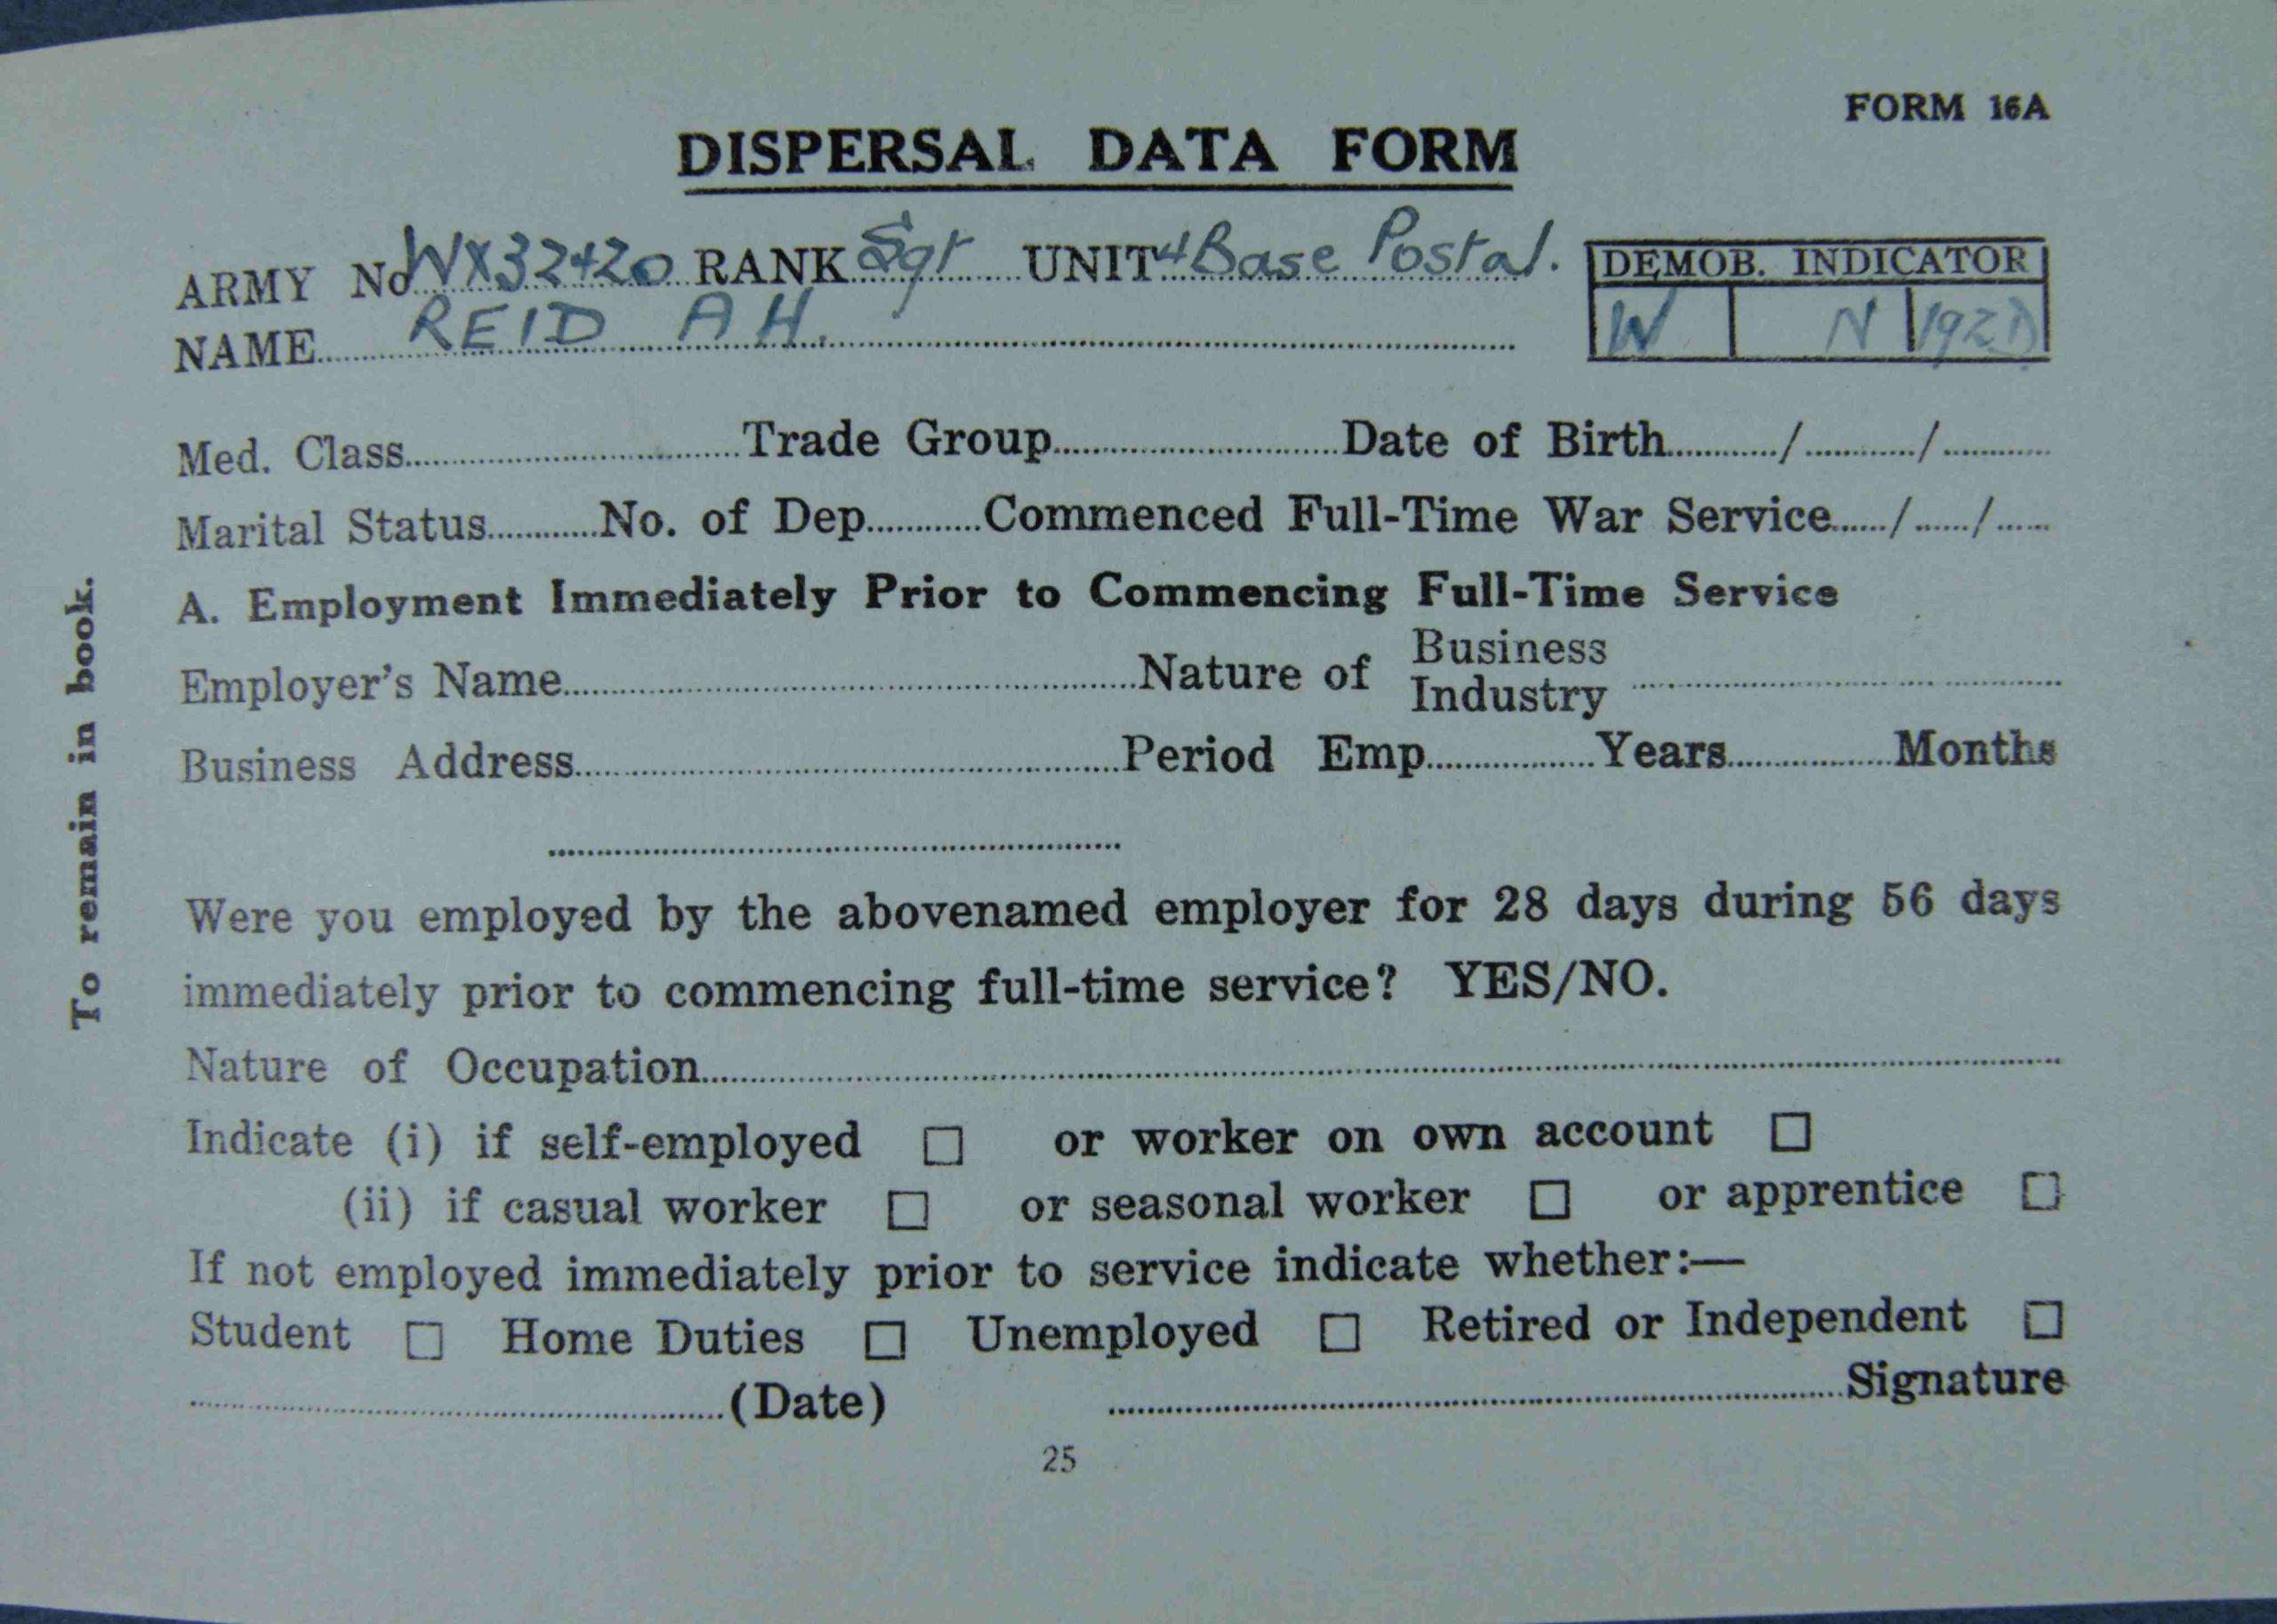 FORM 16A
DISPERSAL DATA FORM
ARMY No WX32420 RANK Sgt UNIT 4 Base Postal.
NAME REID A H.
DEMOB. INDICATOR
W N
Med. Class Trade Group Date of Birth / /
Marital Status No. of Dep. Commenced Full-Time War Service / /
A. Employment Immediately Prior to Commencing Full-Time Service
Employer's Name Nature of Business Industry
Business Address Period Emp. Years Months
Were you employed by the abovenamed employer for 28 days during 56 days
immediately prior to commencing full-time service? YES/NO.
Nature of Occupation
Indicate (i) if self-employed □ or worker on own account □
(ii) if casual worker □ or seasonal worker □ or apprentice □
If not employed immediately prior to service indicate whether:—
Student □ Home Duties □ Unemployed □ Retired or Independent □
(Date) Signature
25
To remain in book.